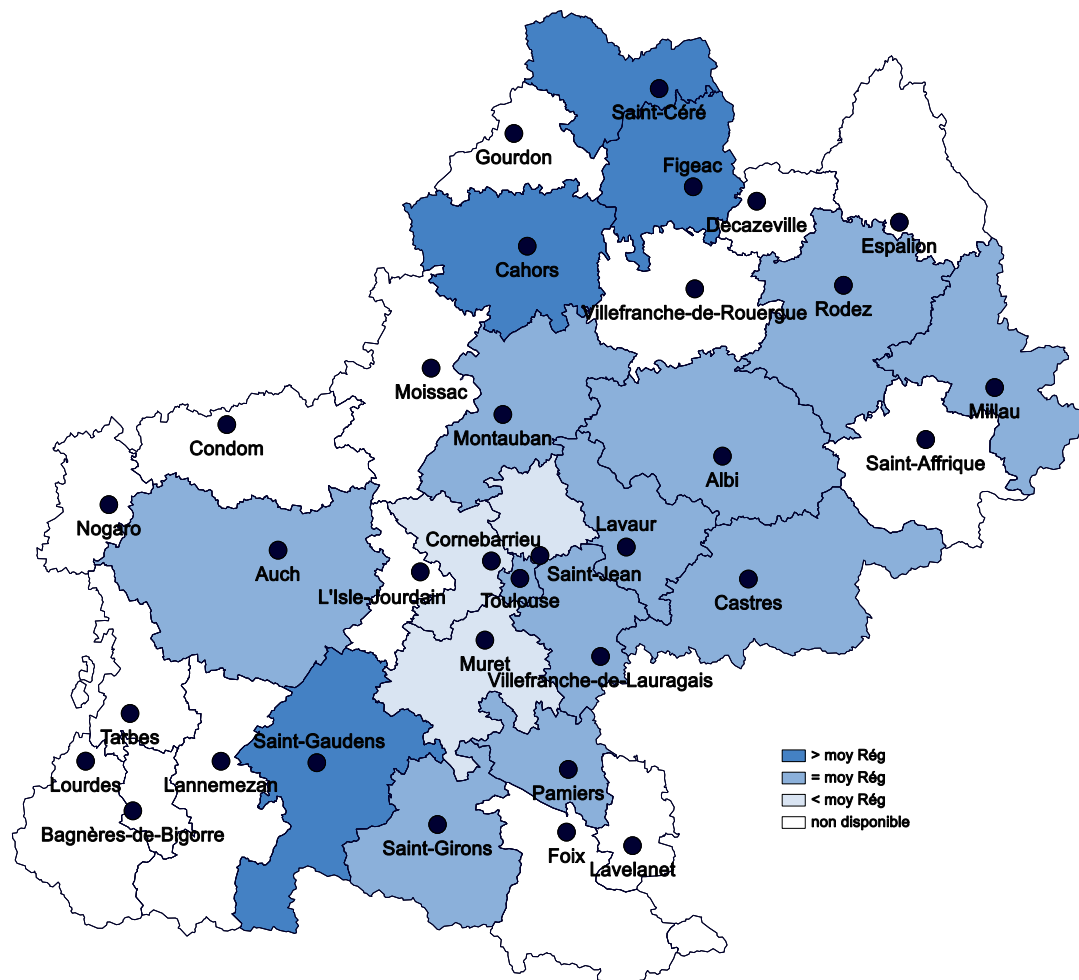 Saint-Céré
Gourdon
Figeac
Decazeville
Espalion
Cahors
Villefranche-de-Rouergue
Rodez
Moissac
Millau
Montauban
Condom
Saint-Affrique
Albi
Nogaro
Lavaur
Cornebarrieu
Auch
Saint-Jean
L'Isle-Jourdain
Toulouse
Castres
Muret
Villefranche-de-Lauragais
Tarbes
Saint-Gaudens
> moy Rég
Lourdes
Lannemezan
= moy Rég
Pamiers
< moy Rég
non disponible
Bagnères-de-Bigorre
Saint-Girons
Foix
Lavelanet